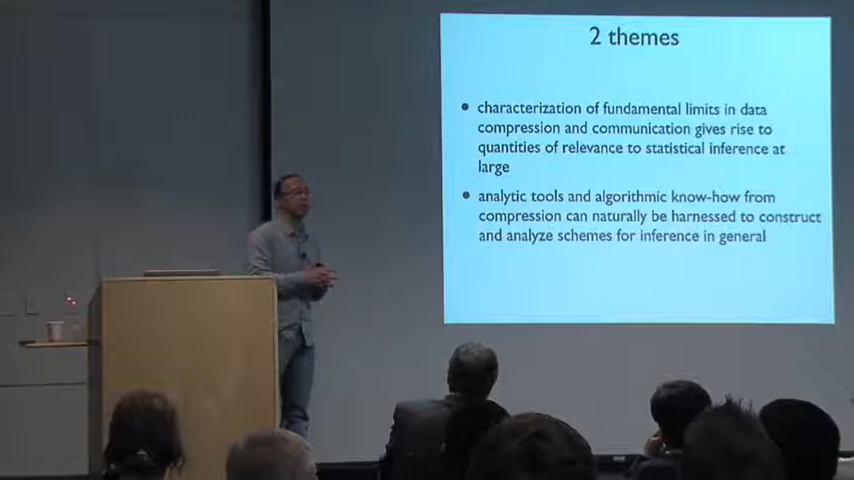 2 themes
• characterization of fundamental limits in data
compression and communication gives rise to
quantities of relevance to statistical inference at
large
• analytic tools and algorithmic know-how from
compression can naturally be harnessed to construct
and analyze schemes for inference in general